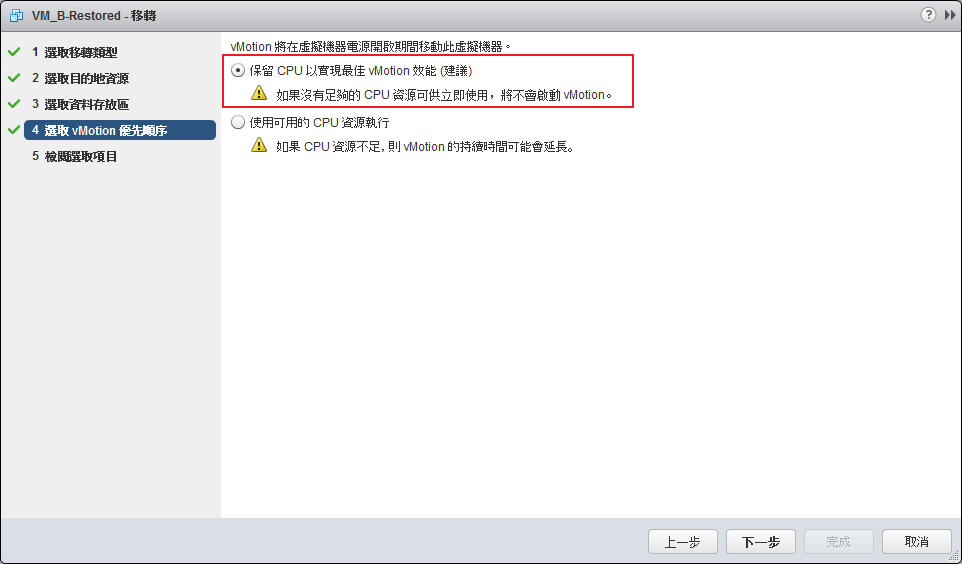 VM_B-Restored - 移轉
1 選取移轉類型
2 選取目的地資源
3 選取資料存放區
4 選取 vMotion 優先順序
5 檢閱選取項目
vMotion 將在虛擬機器電源開啟期間移動此虛擬機器。
保留 CPU 以實現最佳 vMotion 效能 (建議)
如果沒有足夠的 CPU 資源可供立即使用，將不會啟動 vMotion。
使用可用的 CPU 資源執行
如果 CPU 資源不足, 則 vMotion 的持續時間可能會延長。
上一步
下一步
完成
取消